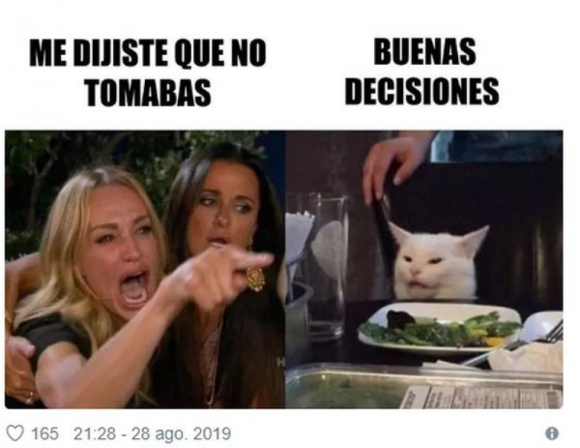 ME DIJISTE QUE NO
TOMABAS
BUENAS
DECISIONES
165 21:28 - 28 ago. 2019